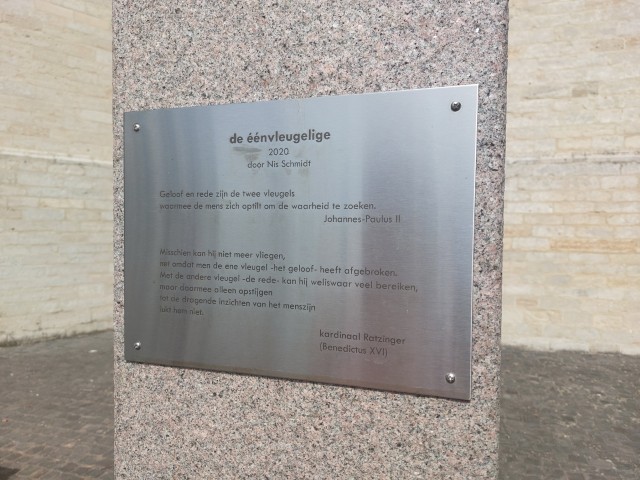 de éénvleugelige
2020
door Nis Schmidt
Geloof en rede zijn de twee vleugels
waarmee de mens zich optilt om de waarheid te zoeken.
Johannes-Paulus II
Misschien kan hij niet meer vliegen,
net omdat men de ene vleugel -het geloof- heeft afgebroken.
Met de andere vleugel -de rede- kan hij weliswaar veel bereiken,
maar daarmee alleen opstijgen
tot de dragende inzichten van het menszijn
lukt hem niet.
kardinaal Ratzinger
(Benedictus XVI)